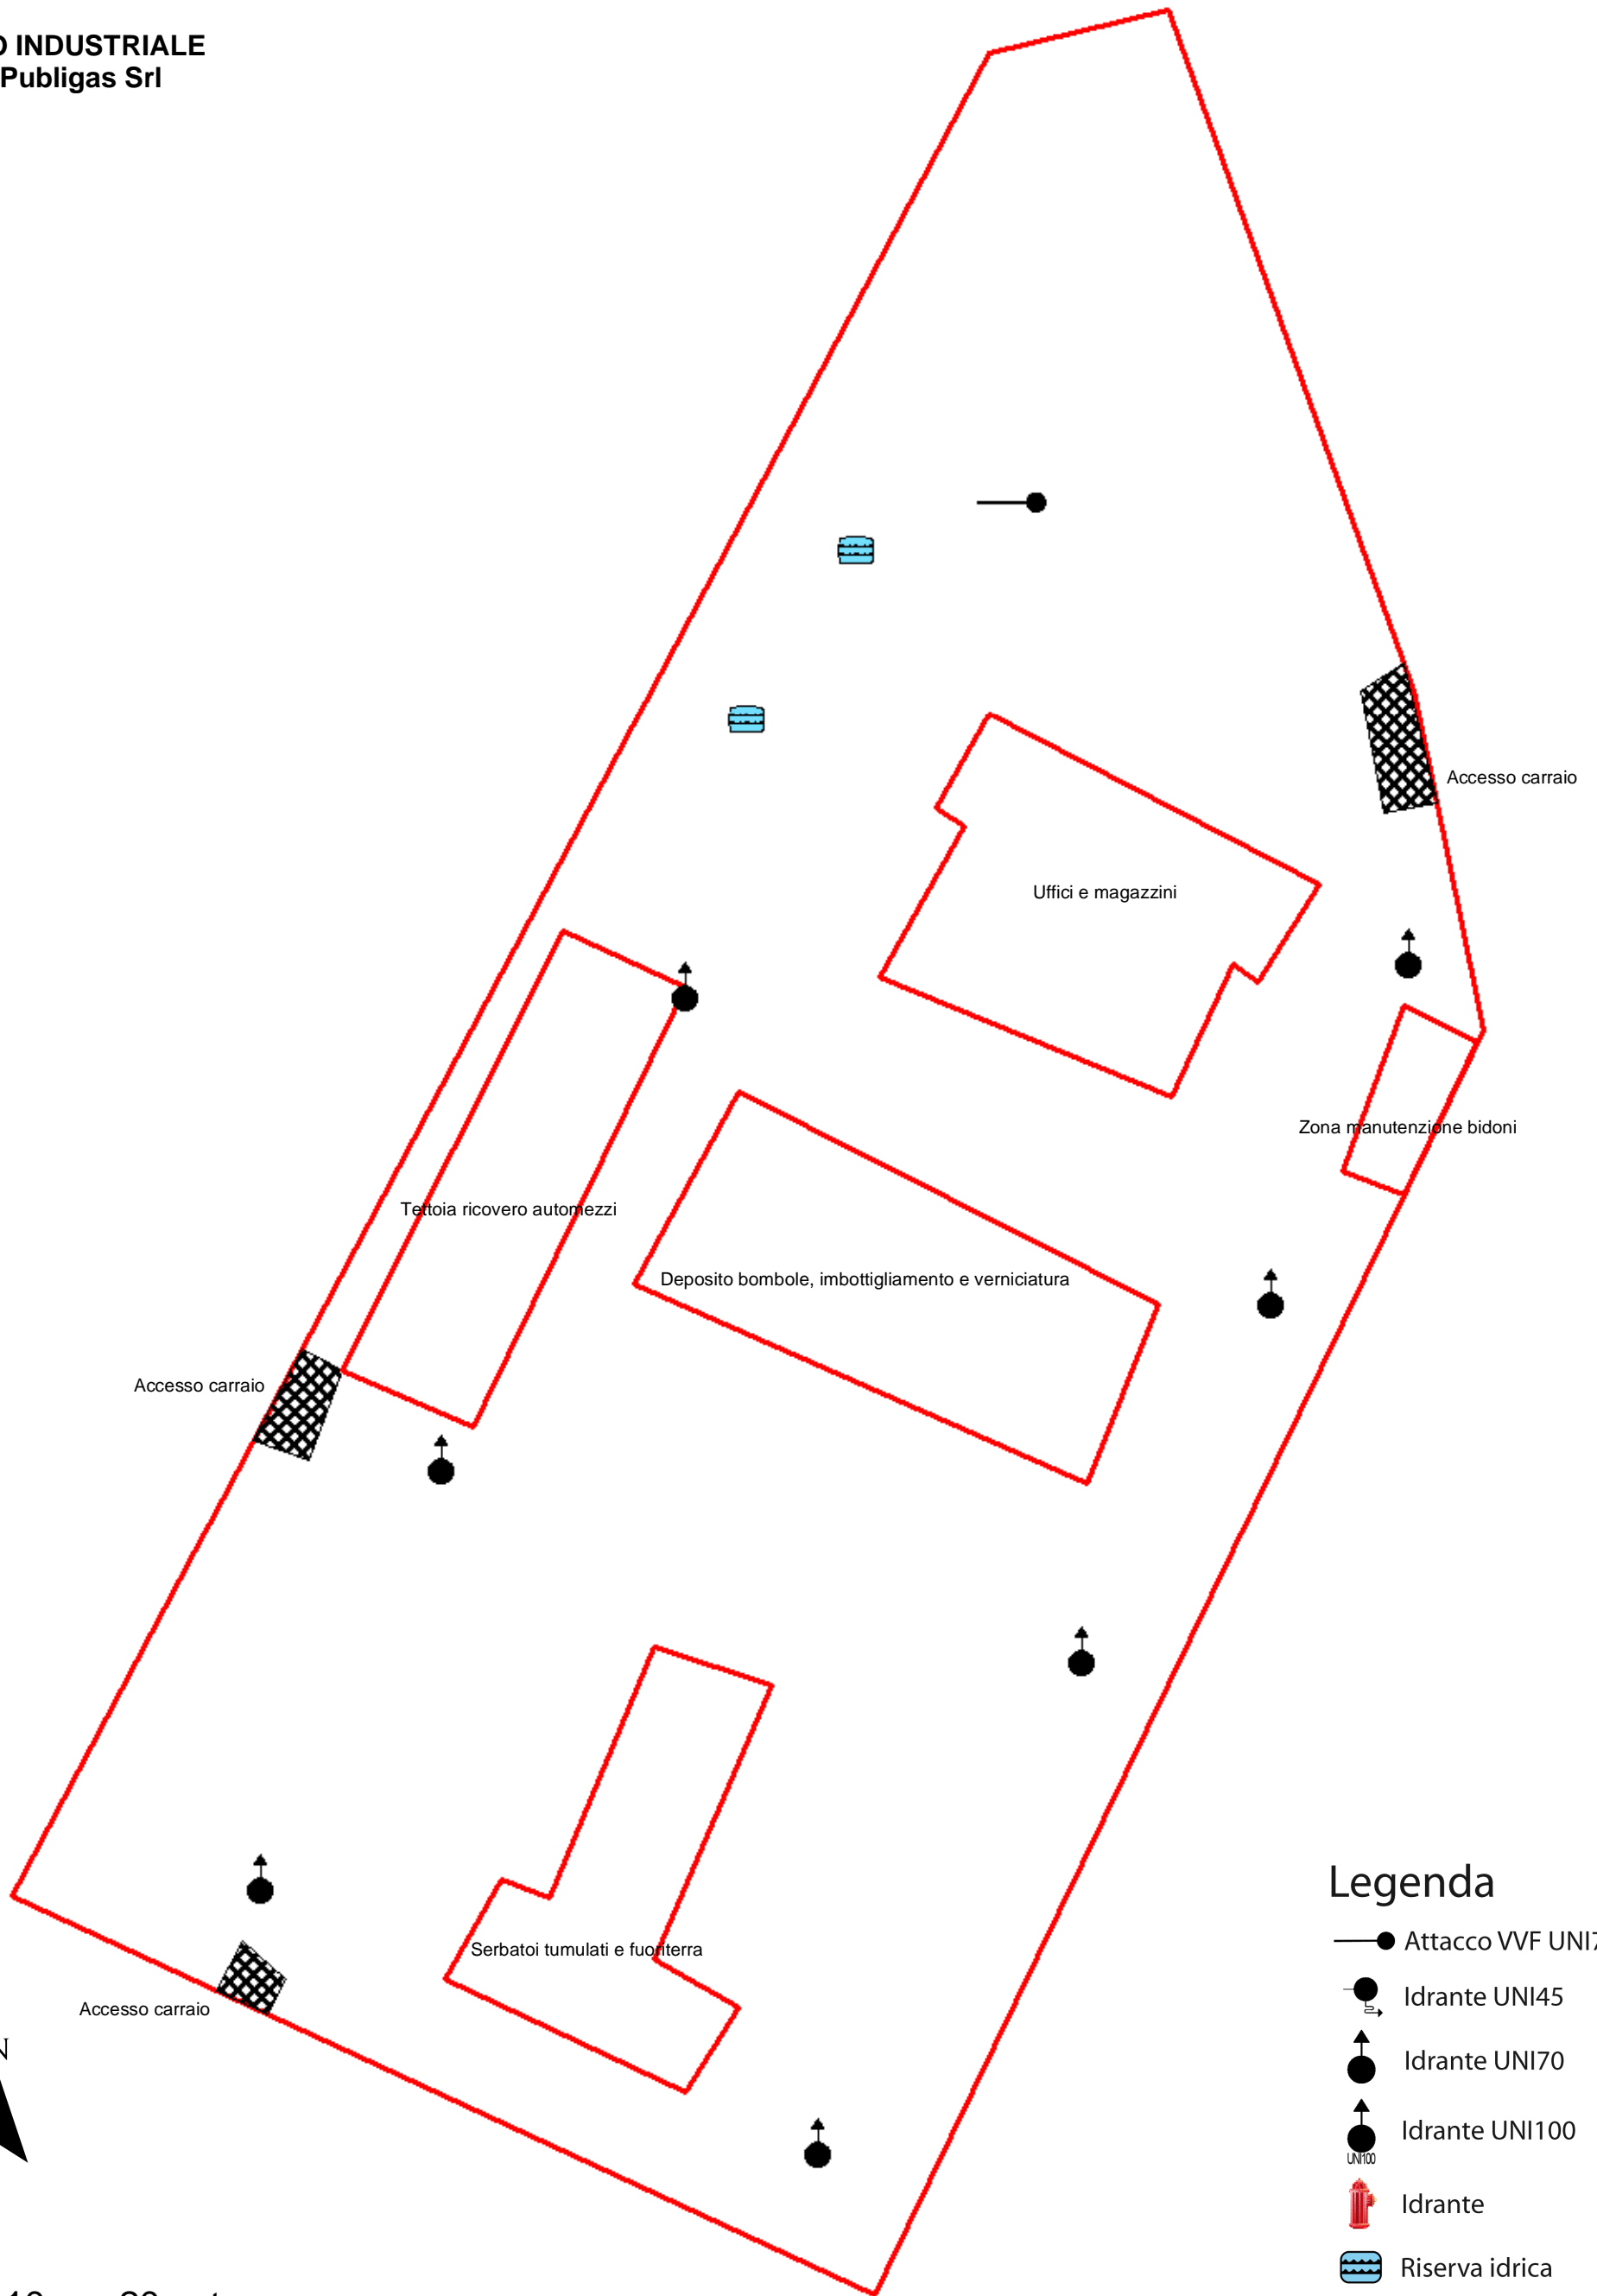 INDUSTRIALE
Publigas Srl
Accesso carraio
Uffici e magazzini
Zona manutenzione bidoni
Tettoia ricovero automezzi
Deposito bombole, imbottigliamento e verniciatura
Accesso carraio
Serbatoi tumulati e fuoriterra
Accesso carraio
N
Legenda
Attacco VVF
Idrante UNI45
Idrante UNI70
Idrante UNI100
UNI100
Idrante
Riserva idrica